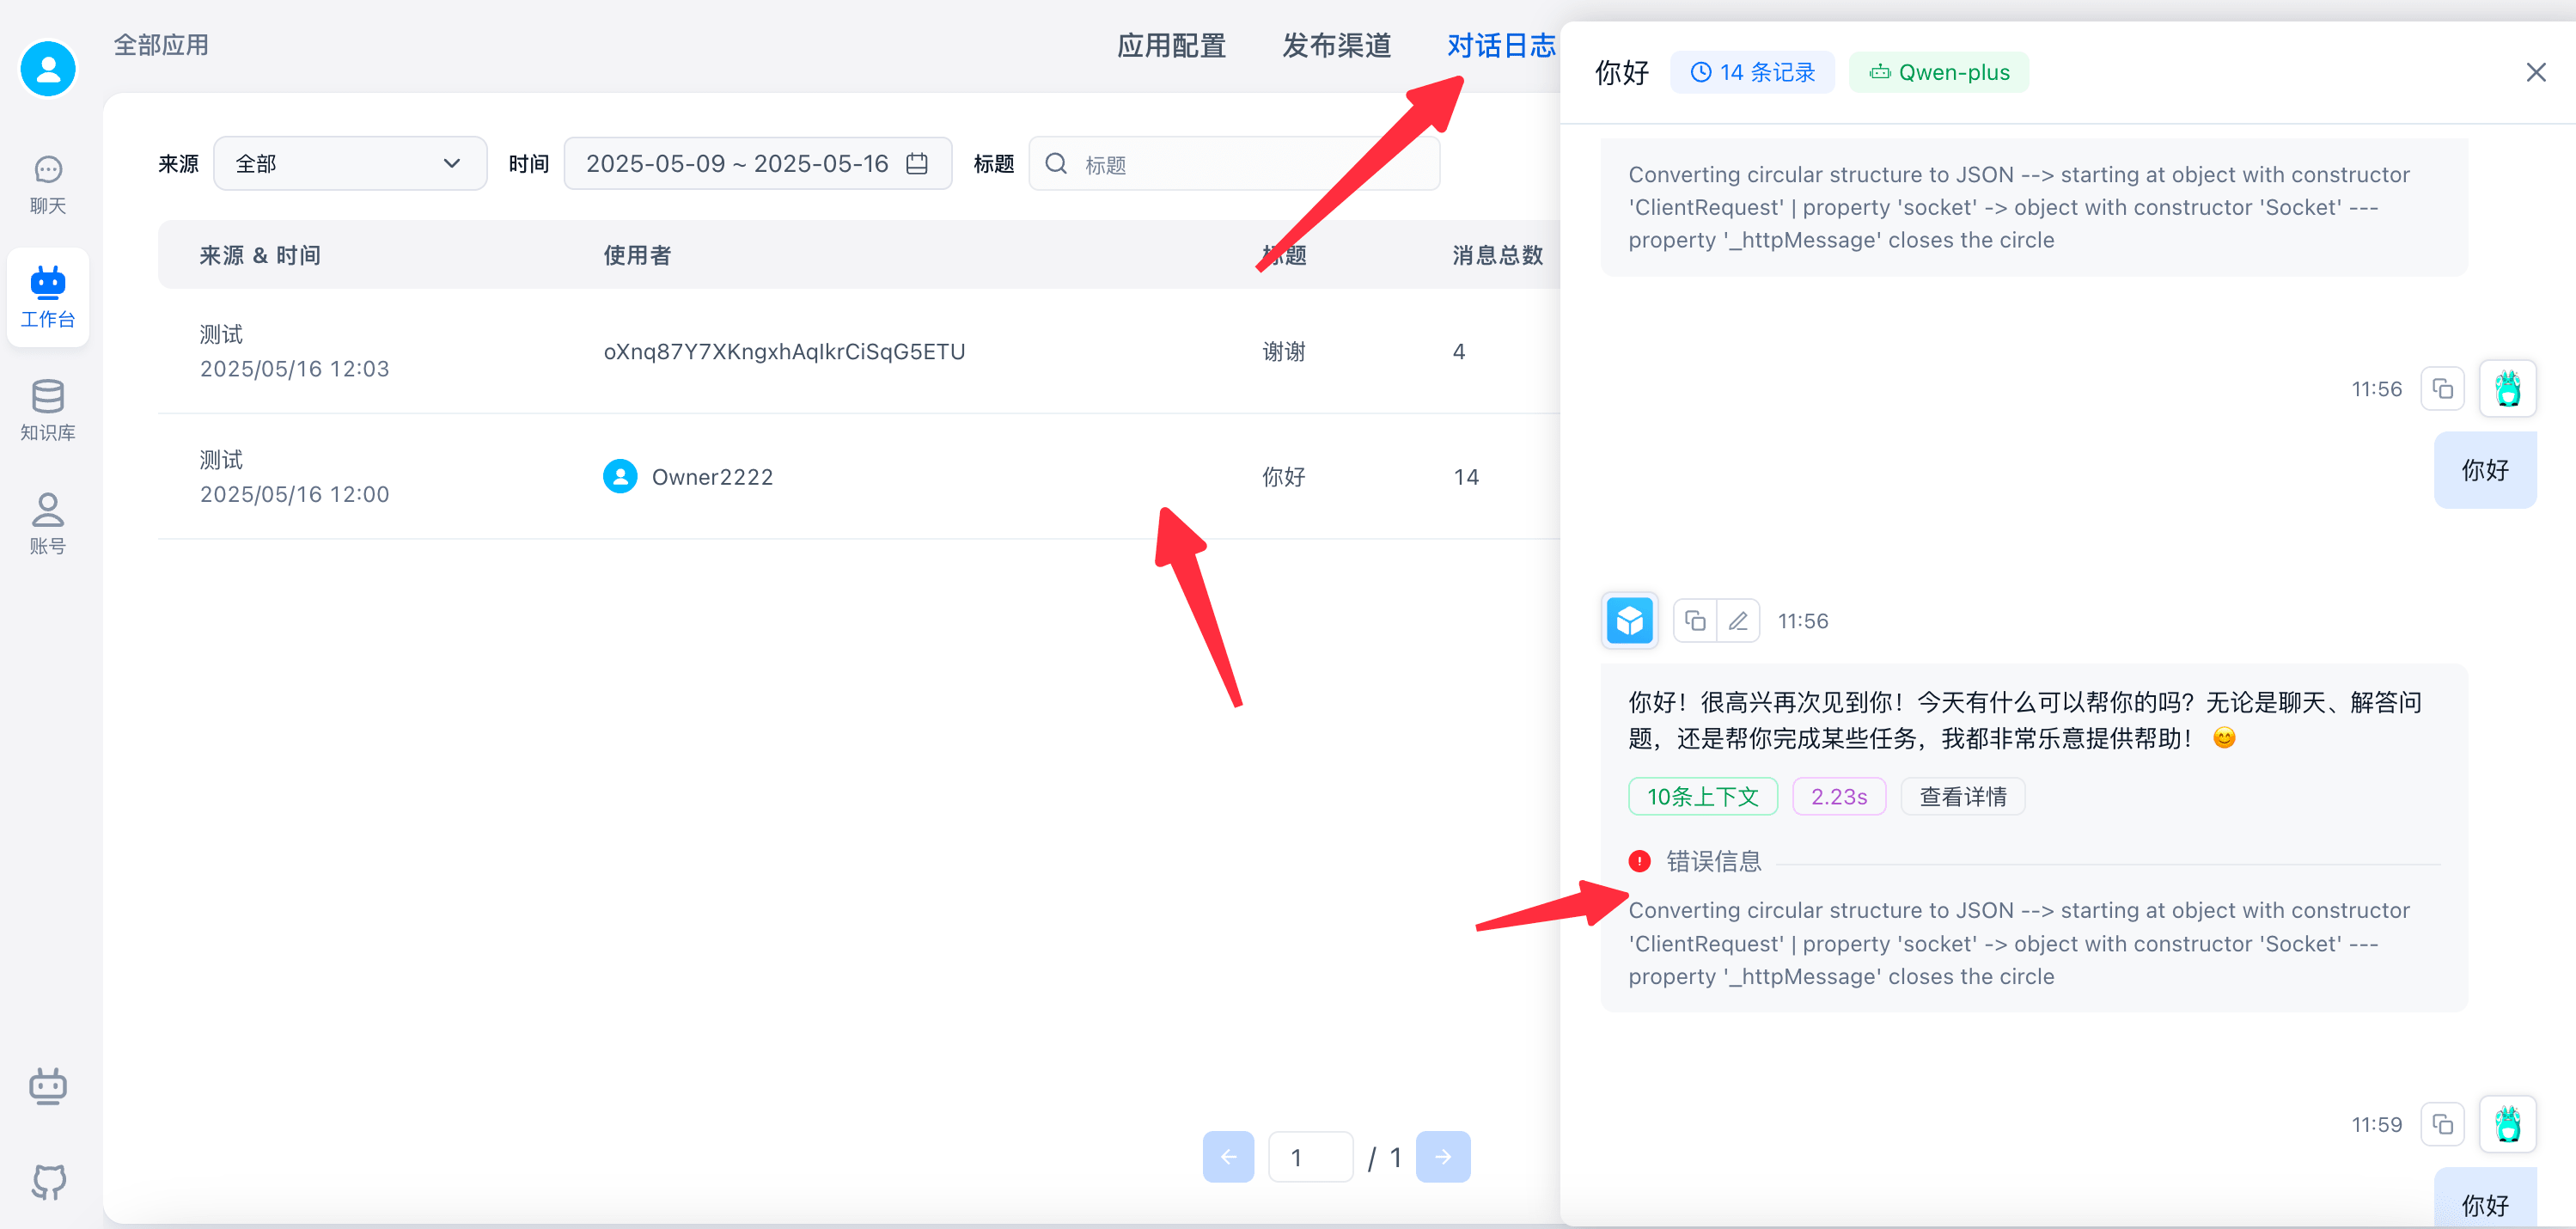 全部应用
应用配置
发布渠道
对话日志
聊天
工作台
知识库
账号
来源
全部
时间
2025-05-09 ~ 2025-05-16
标题
标题
来源 & 时间
使用者
标题
消息总数
测试
2025/05/16 12:03
oXnq87Y7XKngxhAqIkrCiSqG5ETU
谢谢
4
测试
2025/05/16 12:00
Owner2222
你好
14
1
/ 1
你好
14 条记录
Qwen-plus
Converting circular structure to JSON --> starting at object with constructor
'ClientRequest' | property 'socket' -> object with constructor 'Socket' ---
property '_httpMessage' closes the circle
11:56
你好
11:56
你好！很高兴再次见到你！今天有什么可以帮你的吗？无论是聊天、解答问
题，还是帮你完成某些任务，我都非常乐意提供帮助！ 😊
10条上下文
2.23s
查看详情
错误信息
Converting circular structure to JSON --> starting at object with constructor
'ClientRequest' | property 'socket' -> object with constructor 'Socket' ---
property '_httpMessage' closes the circle
11:59
你好